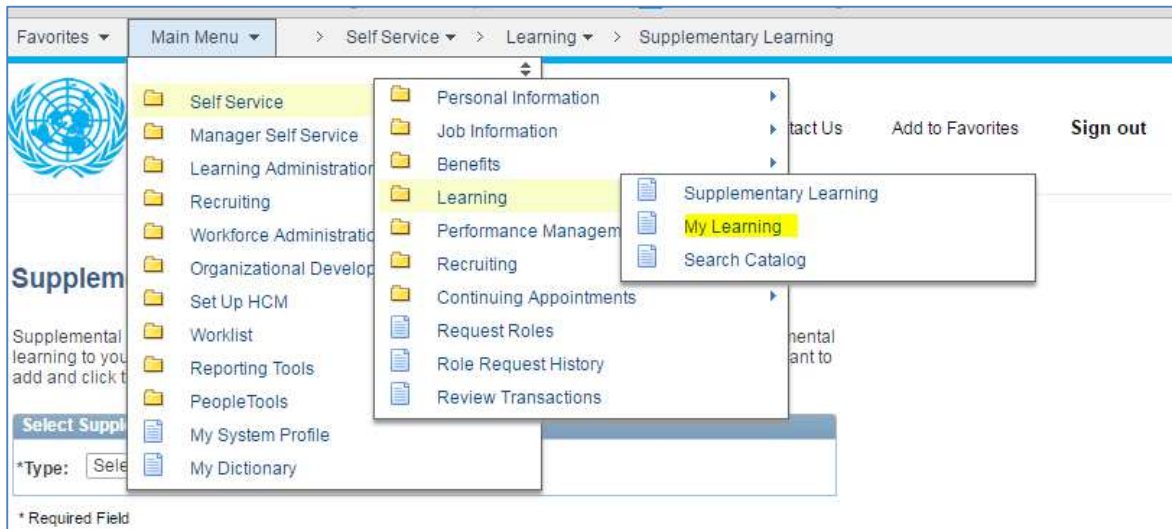 Favorites Main Menu > Self Service > Learning > Supplementary Learning
Contact Us Add to Favorites Sign out
Self Service
Manager Self Service
Learning Administration
Recruiting
Workforce Administratio
Organizational Develop
Set Up HCM
Worklist
Reporting Tools
PeopleTools
My System Profile
My Dictionary
Personal Information
Job Information
Benefits
Learning
Performance Managem
Recruiting
Continuing Appointments
Request Roles
Role Request History
Review Transactions
Supplementary Learning
My Learning
Search Catalog
Supplem
Supplemental mental
learning to you ant to
add and click t
Select Suppl
*Type: Sele
* Required Field